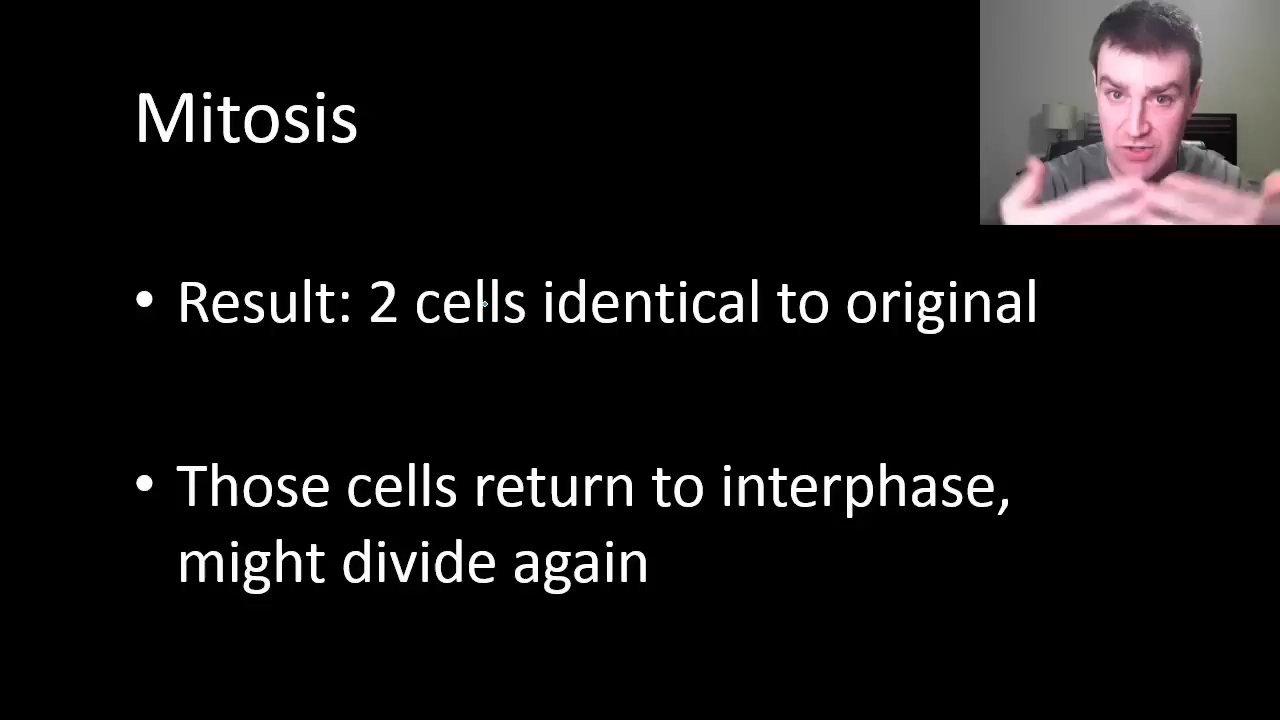 Mitosis
• Result: 2 cells identical to original
• Those cells return to interphase,
might divide again